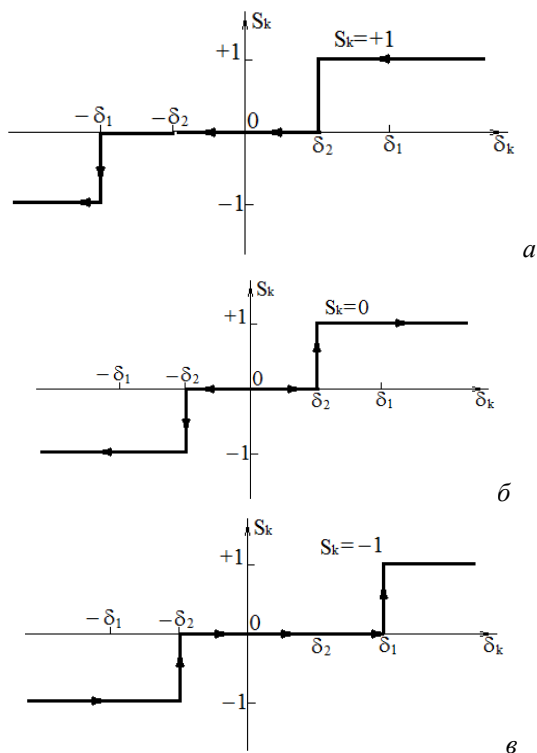 Sₖ
+1 Sₖ=+1
−δ₁ −δ₂ 0
δ₂ δ₁ δₖ
−1
а
Sₖ
+1 Sₖ=0
−δ₁ −δ₂ 0
δ₂ δ₁ δₖ
−1
б
Sₖ
+1 Sₖ=−1
−δ₁ −δ₂ 0
δ₂ δ₁ δₖ
−1
в